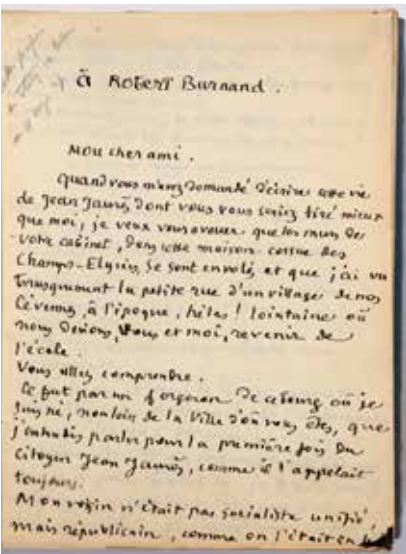 à Robert Burnand.
Mon cher ami.
Quand vous m'avez demandé d'écrire cette vie
de Jean Jaurès dont vous vous seriez tiré mieux
que moi, je veux vous avouer que les murs de
votre cabinet, dans cette maison cossue des
Champs-Elysées, se sont envolés, et que j'ai vu
brusquement la petite rue d'un village de nos
Cévennes, à l'époque, hélas ! lointaine où
nous devions, vous et moi, revenir de
l'école.
Vous allez comprendre.
Ce fut par un forgeron de ce bourg où je
suis né, non loin de la Ville d'où vous êtes, que
j'entendis parler pour la première fois du
Citoyen Jean Jaurès, comme il l'appelait
toujours.
Mon voisin n'était pas socialiste unifié
mais républicain, comme on l'était en